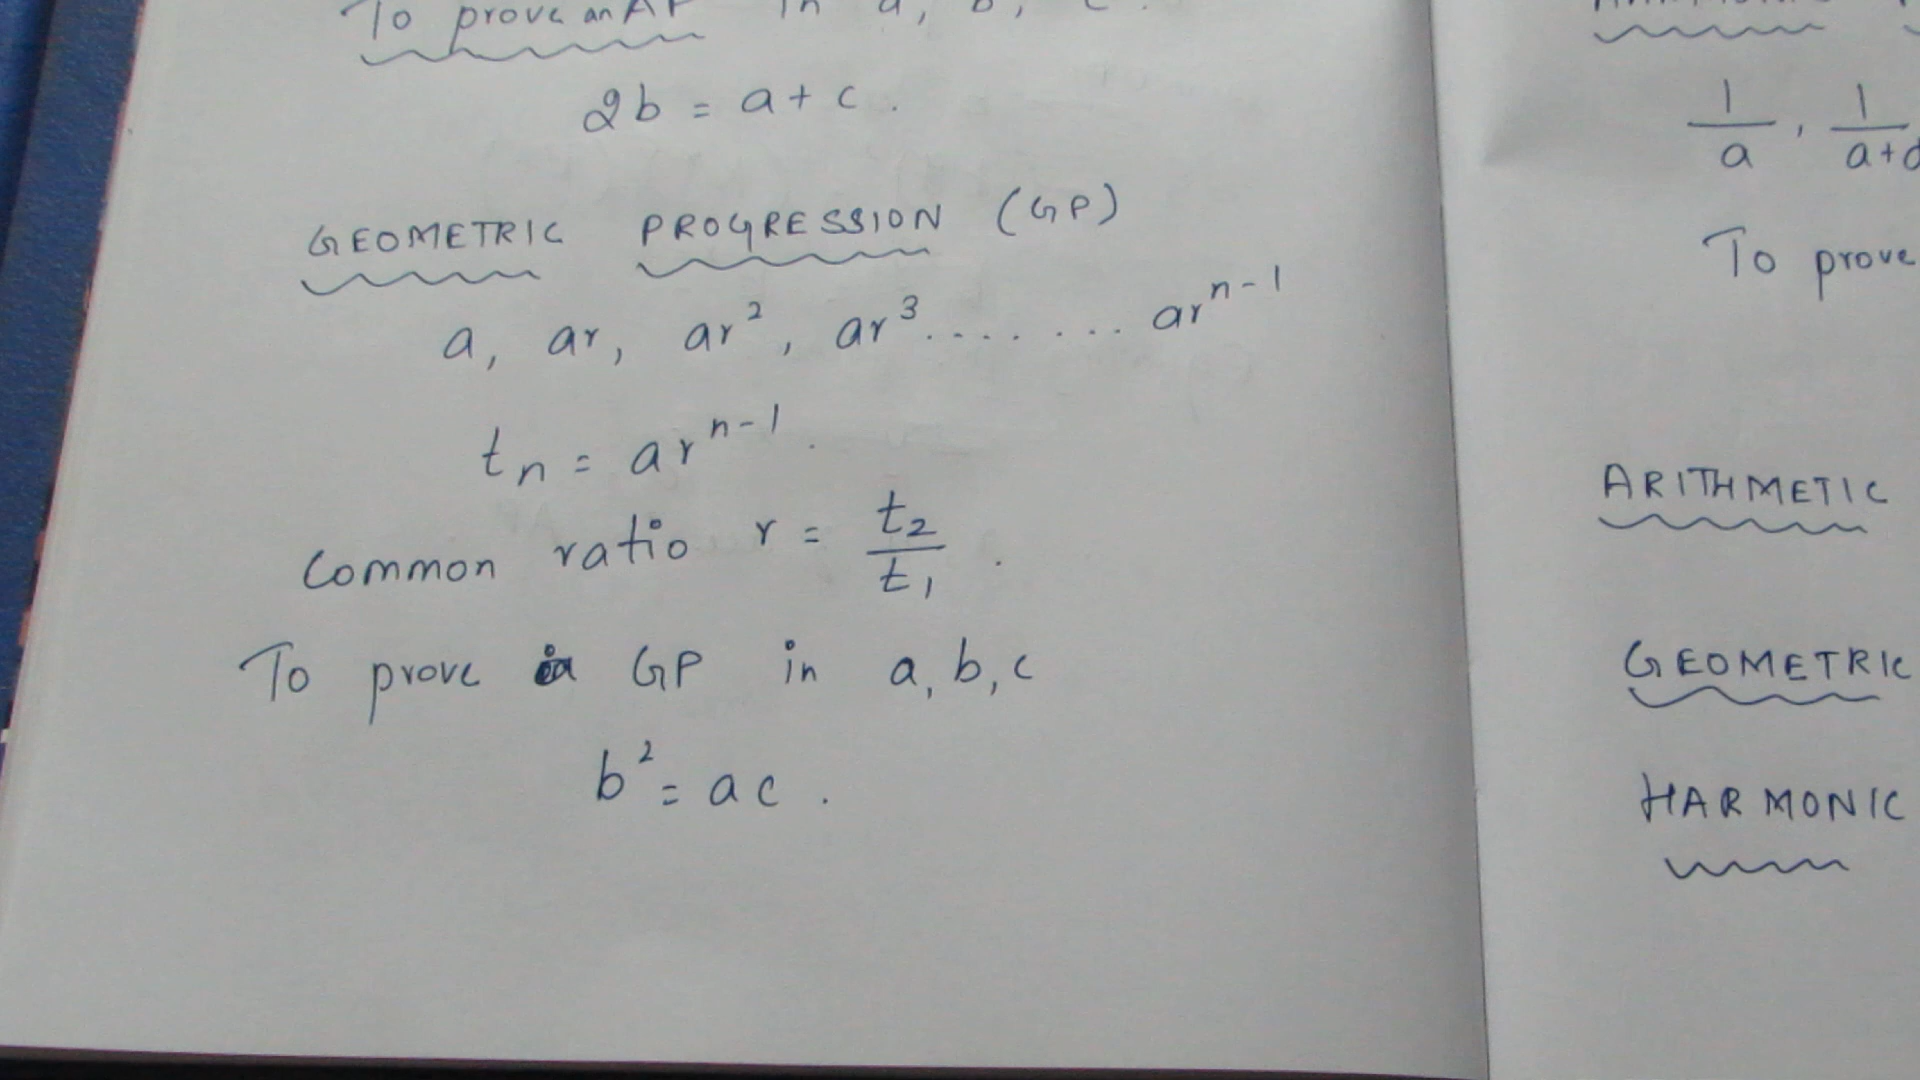 To prove an AP in a, b, c.
2b = a + c .
GEOMETRIC PROGRESSION (GP)
a, ar, ar², ar³ ....... arⁿ⁻¹
tₙ = arⁿ⁻¹ .
Common ratio r = t₂/t₁ .
To prove a GP in a, b, c
b² = ac .
1/a , 1/a+d
To prove
ARITHMETIC
GEOMETRIC
HARMONIC